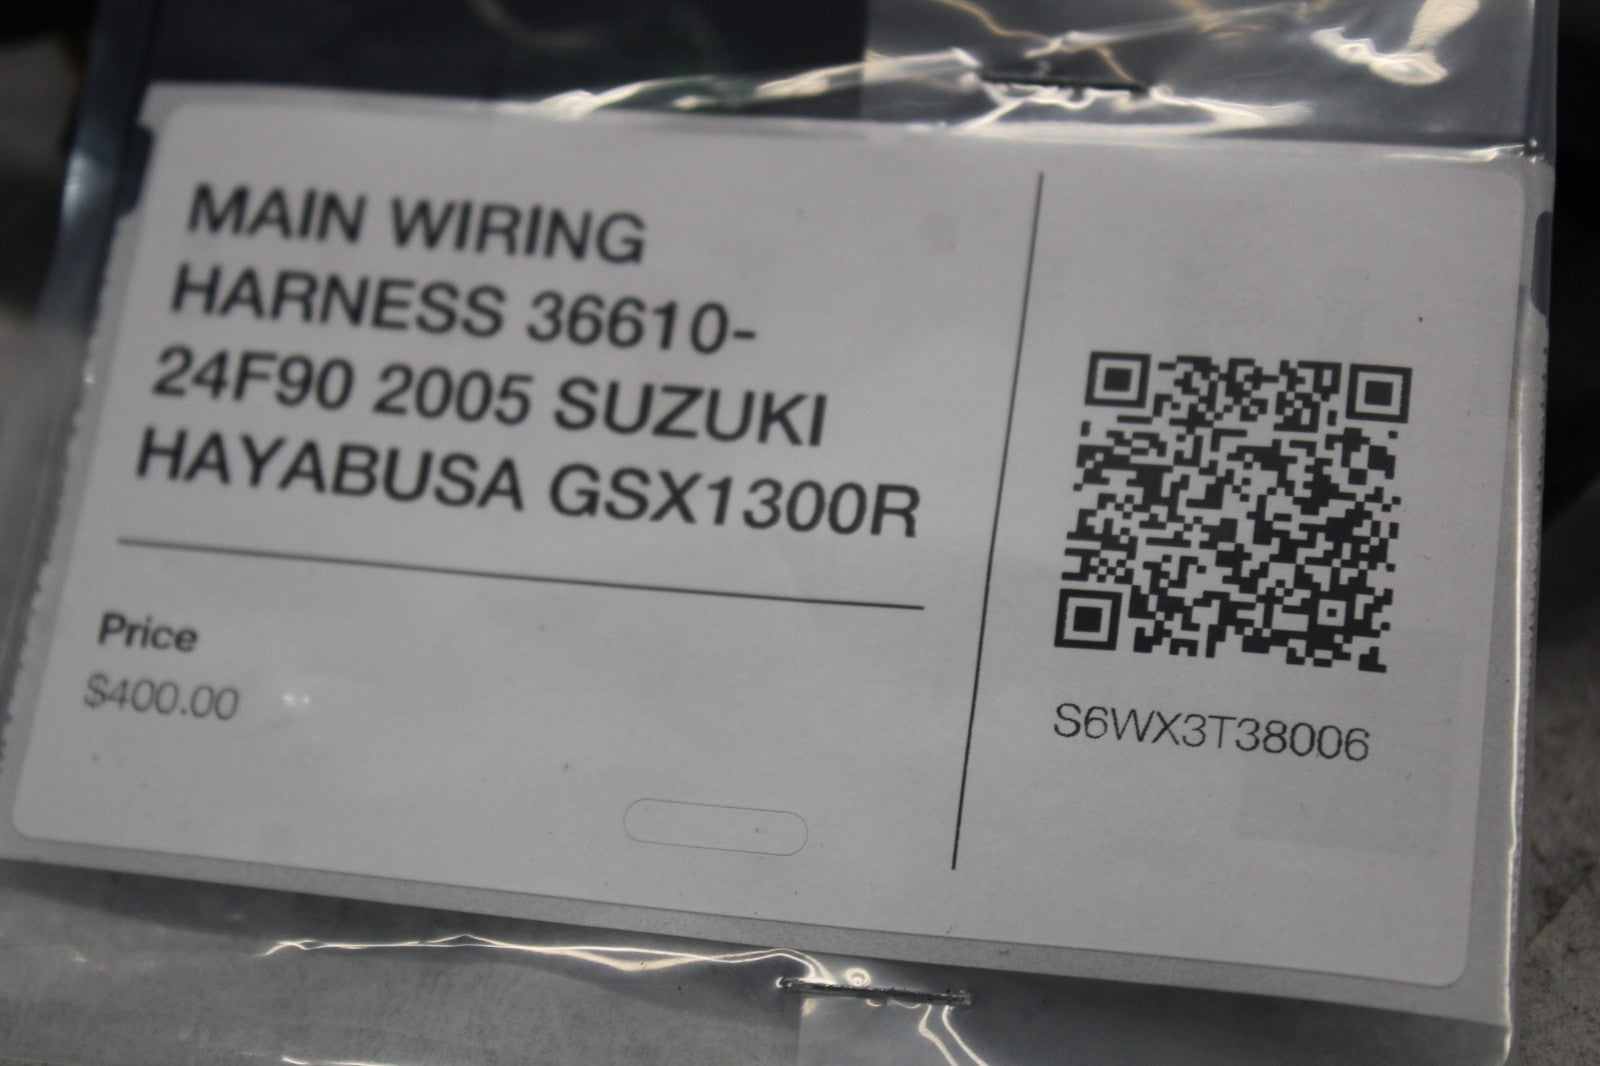 MAIN WIRING
HARNESS 36610-
24F90 2005 SUZUKI
HAYABUSA GSX1300R
Price
$400.00
S6WX3T38006